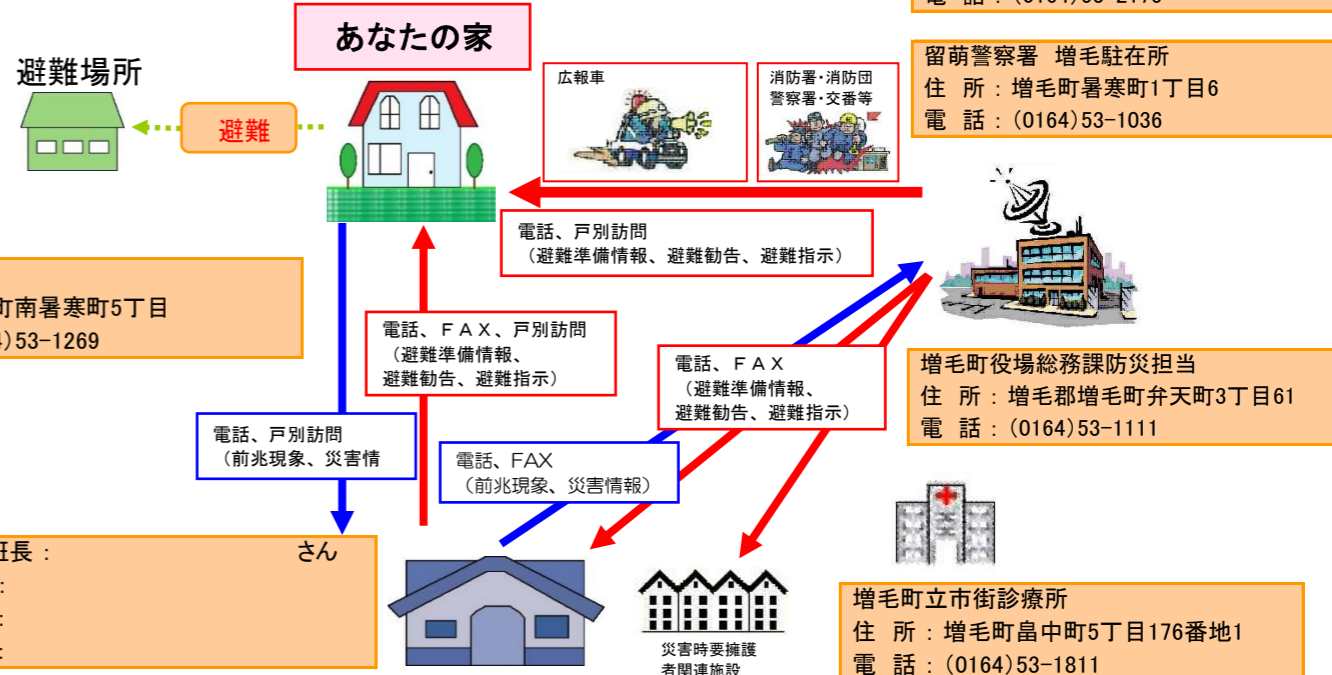 あなたの家
避難場所
避難
広報車
消防署・消防団
警察署・交番等
留萌警察署 増毛駐在所
住 所：増毛町暑寒町1丁目6
電 話：(0164)53-1036
電話、戸別訪問
（避難準備情報、避難勧告、避難指示）
町南暑寒町5丁目
)53-1269
電話、ＦＡＸ、戸別訪問
（避難準備情報、
避難勧告、避難指示）
電話、ＦＡＸ
（避難準備情報、
避難勧告、避難指示）
増毛町役場総務課防災担当
住 所：増毛郡増毛町弁天町3丁目61
電 話：(0164)53-1111
電話、戸別訪問
（前兆現象、災害情
電話、FAX
（前兆現象、災害情報）
班長： さん
：
：
：
災害時要擁護
者関連施設
増毛町立市街診療所
住 所：増毛町畠中町5丁目176番地1
電 話：(0164)53-1811